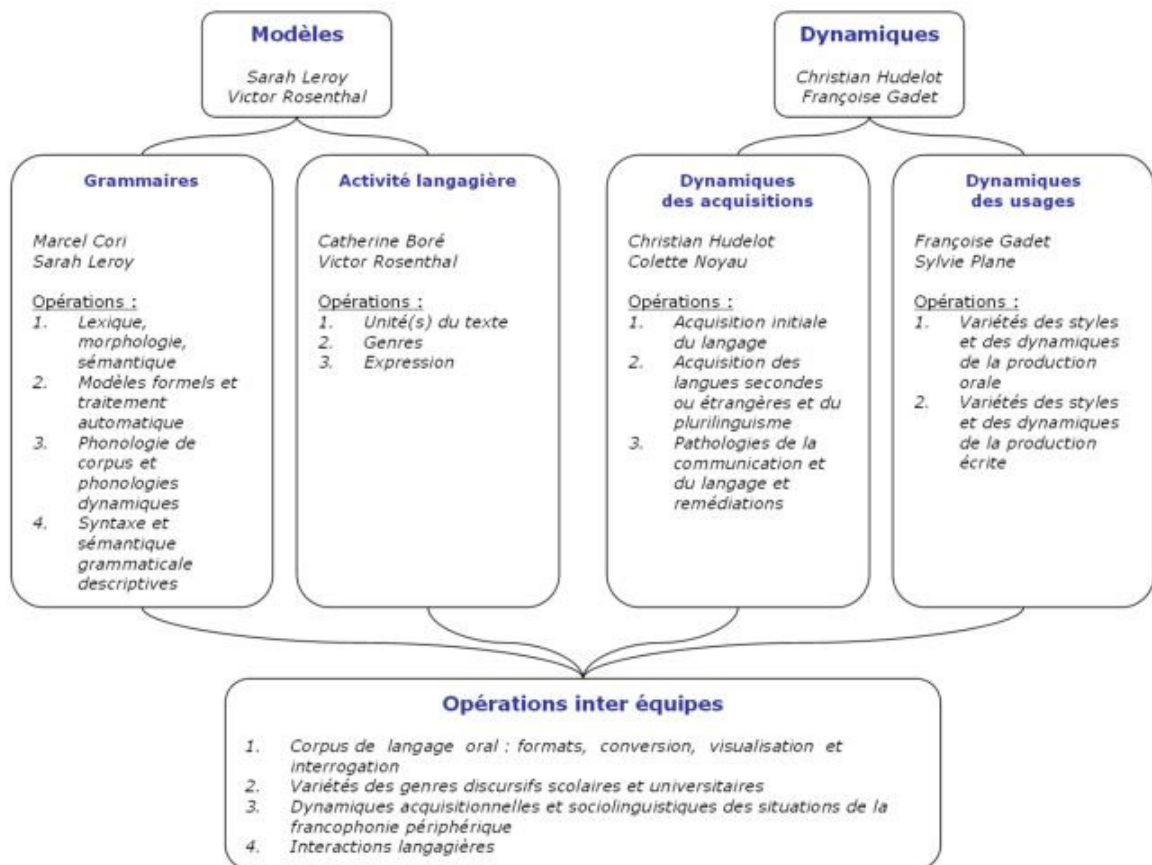 Modèles
Sarah Leroy
Victor Rosenthal
Dynamiques
Christian Hudelot
Françoise Gadet
Grammaires
Marcel Cori
Sarah Leroy
Opérations :
1. Lexique,
morphologie,
sémantique
2. Modèles formels et
traitement
automatique
3. Phonologie de
corpus et
phonologies
dynamiques
4. Syntaxe et
sémantique
grammaticale
descriptives
Activité langagière
Catherine Boré
Victor Rosenthal
Opérations :
1. Unité(s) du texte
2. Genres
3. Expression
Dynamiques
des acquisitions
Christian Hudelot
Colette Noyau
Opérations :
1. Acquisition initiale
du langage
2. Acquisition des
langues secondes
ou étrangères et du
plurilinguisme
3. Pathologies de la
communication et
du langage et
remédiations
Dynamiques
des usages
Françoise Gadet
Sylvie Plane
Opérations :
1. Variétés des styles
et des dynamiques
de la production
orale
2. Variétés des styles
et des dynamiques
de la production
écrite
Opérations inter équipes
1. Corpus de langage oral : formats, conversion, visualisation et
interrogation
2. Variétés des genres discursifs scolaires et universitaires
3. Dynamiques acquisitionnelles et sociolinguistiques des situations de la
francophonie périphérique
4. Interactions langagières